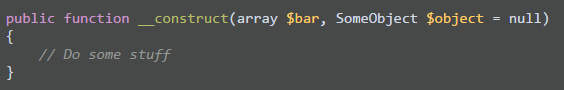 public function __construct(array $bar, SomeObject $object = null)
{
    // Do some stuff
}